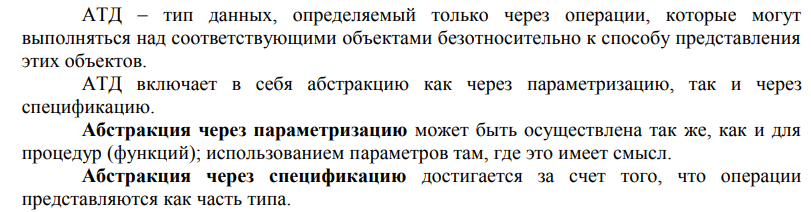 АТД – тип данных, определяемый только через операции, которые могут
выполняться над соответствующими объектами безотносительно к способу представления
этих объектов.
АТД включает в себя абстракцию как через параметризацию, так и через
спецификацию.
Абстракция через параметризацию может быть осуществлена так же, как и для
процедур (функций); использованием параметров там, где это имеет смысл.
Абстракция через спецификацию достигается за счет того, что операции
представляются как часть типа.